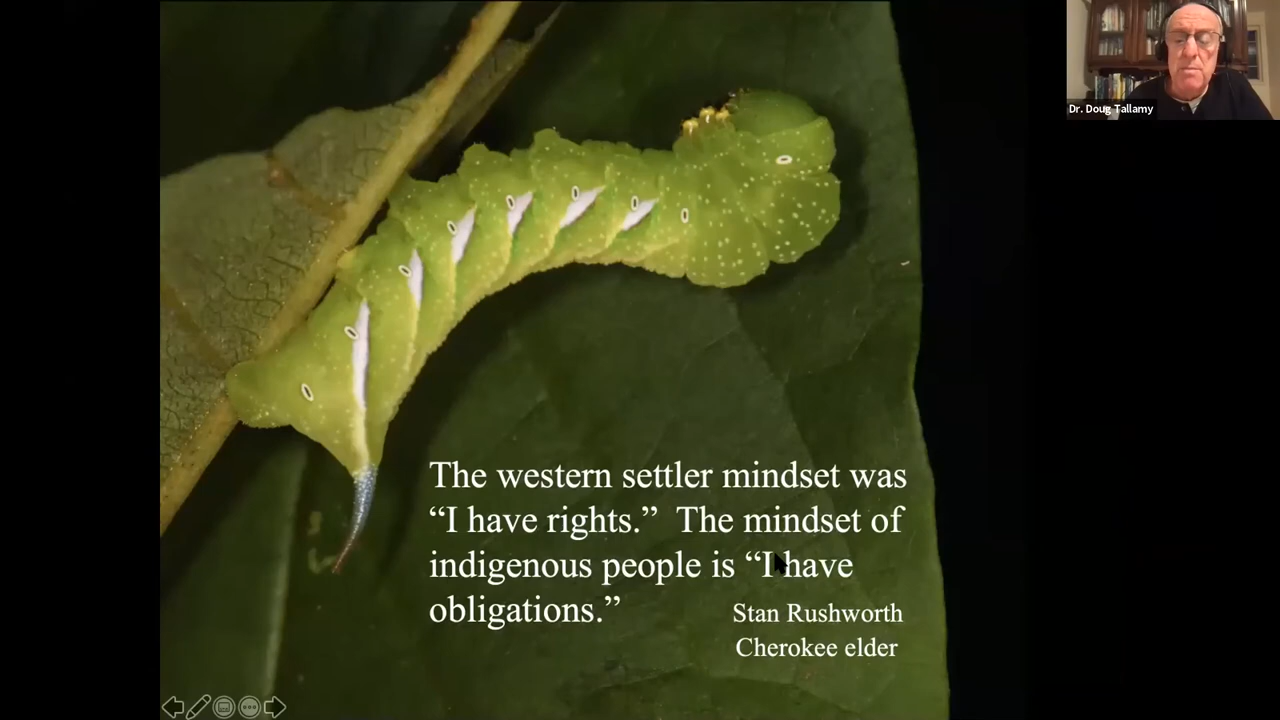 Dr. Doug Tallamy
The western settler mindset was
“I have rights.”  The mindset of
indigenous people is “I have
obligations.”
Stan Rushworth
Cherokee elder